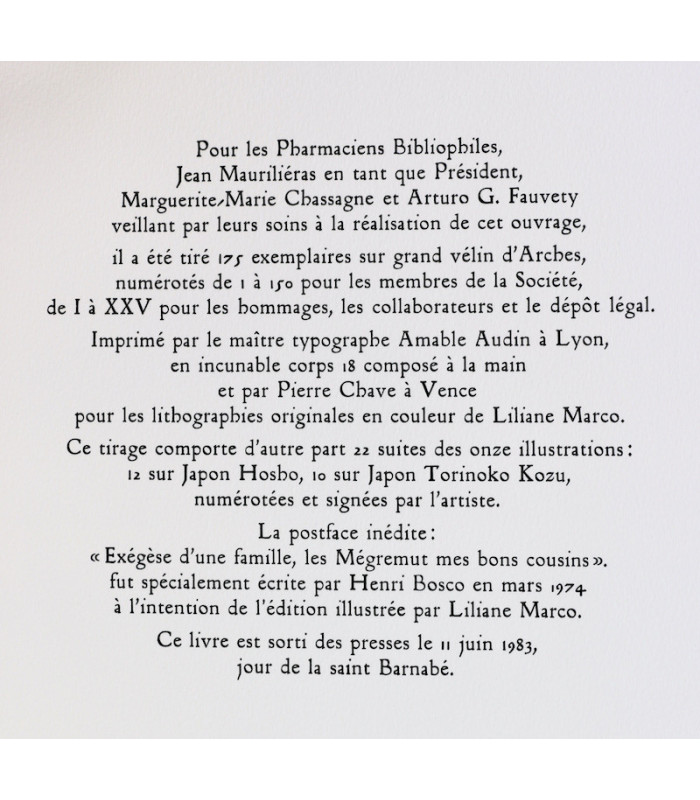 Pour les Pharmaciens Bibliophiles,
Jean Mauriliéras en tant que Président,
Marguerite-Marie Chassagne et Arturo G. Fauvety
veillant par leurs soins à la réalisation de cet ouvrage,
il a été tiré 175 exemplaires sur grand vélin d'Arches,
numérotés de 1 à 150 pour les membres de la Société,
de I à XXV pour les hommages, les collaborateurs et le dépôt légal.
Imprimé par le maître typographe Amable Audin à Lyon,
en incunable corps 18 composé à la main
et par Pierre Chave à Vence
pour les lithographies originales en couleur de Liliane Marco.
Ce tirage comporte d'autre part 22 suites des onze illustrations :
12 sur Japon Hosho, 10 sur Japon Torinoko Kozu,
numérotées et signées par l'artiste.
La postface inédite :
« Exégèse d'une famille, les Mégremut mes bons cousins ».
fut spécialement écrite par Henri Bosco en mars 1974
à l'intention de l'édition illustrée par Liliane Marco.
Ce livre est sorti des presses le 11 juin 1983,
jour de la saint Barnabé.